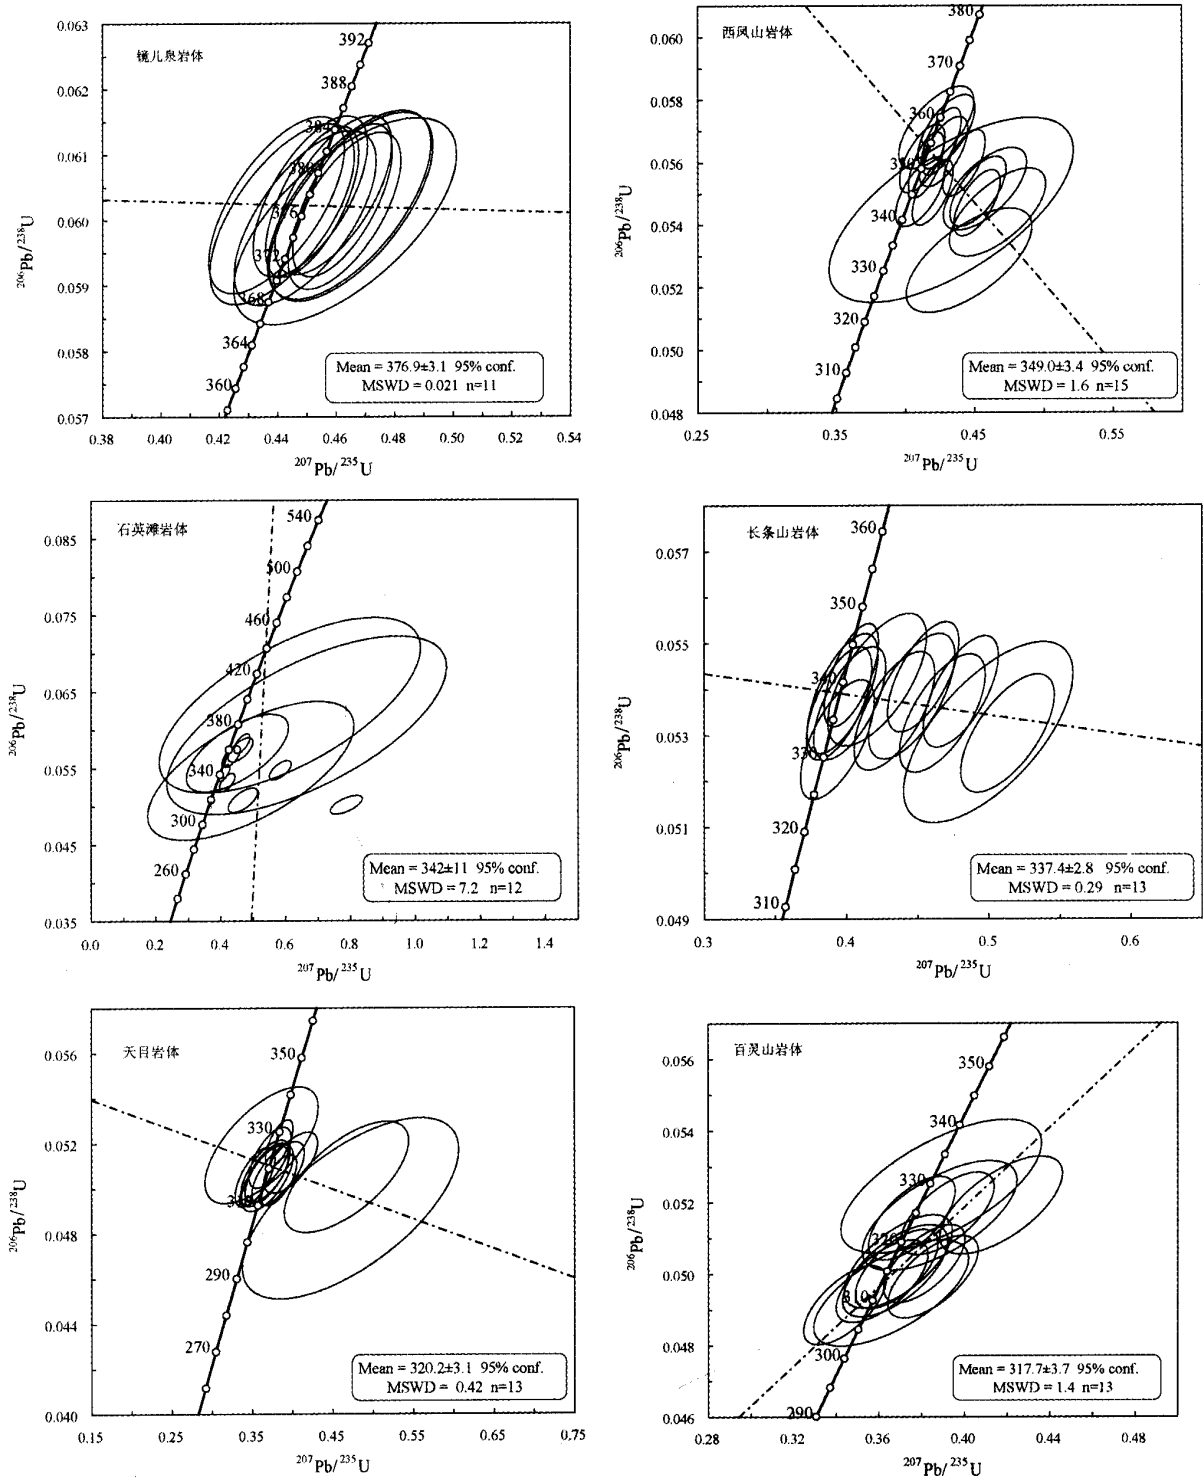 镜儿泉岩体
0.063
0.062
0.061
0.060
0.059
0.058
0.057
392
388
384
380
376
372
368
364
360
Mean = 376.9±3.1 95% conf.
MSWD = 0.021 n=11
0.38 0.40 0.42 0.44 0.46 0.48 0.50 0.52 0.54
207Pb/235U
206Pb/238U
西凤山岩体
0.060
0.058
0.056
0.054
0.052
0.050
0.048
380
370
360
350
340
330
320
310
Mean = 349.0±3.4 95% conf.
MSWD = 1.6 n=15
0.25 0.35 0.45 0.55
207Pb/235U
206Pb/238U
石英滩岩体
0.085
0.075
0.065
0.055
0.045
0.035
540
500
460
420
380
340
300
260
Mean = 342±11 95% conf.
MSWD = 7.2 n=12
0.0 0.2 0.4 0.6 0.8 1.0 1.2 1.4
207Pb/235U
206Pb/238U
长条山岩体
0.057
0.055
0.053
0.051
0.049
360
350
340
330
320
310
Mean = 337.4±2.8 95% conf.
MSWD = 0.29 n=13
0.3 0.4 0.5 0.6
207Pb/235U
206Pb/238U
天目岩体
0.056
0.052
0.048
0.044
0.040
350
330
310
290
270
Mean = 320.2±3.1 95% conf.
MSWD = 0.42 n=13
0.15 0.25 0.35 0.45 0.55 0.65 0.75
207Pb/235U
206Pb/238U
百灵山岩体
0.056
0.054
0.052
0.050
0.048
0.046
350
340
330
320
310
300
290
Mean = 317.7±3.7 95% conf.
MSWD = 1.4 n=13
0.28 0.32 0.36 0.40 0.44 0.48
207Pb/235U
206Pb/238U